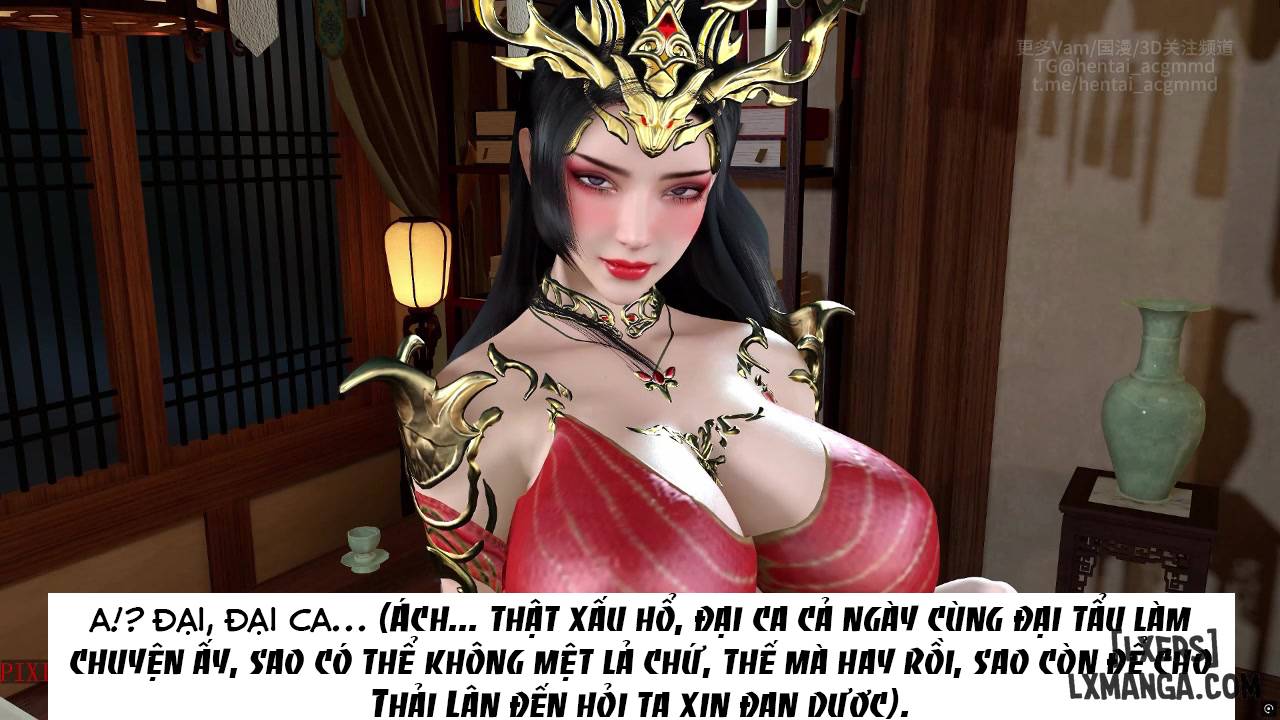 更多Vam/国漫/3D关注频道
TG@hentai_acgmmd
t.me/hentai_acgmmd
A!? ĐẠI, ĐẠI CA... (ÁCH... THẬT XẤU HỔ, ĐẠI CA CẢ NGÀY CÙNG ĐẠI TẨU LÀM
CHUYỆN ẤY, SAO CÓ THỂ KHÔNG MỆT LẢ CHỨ, THẾ MÀ HAY RỒI, SAO CÒN ĐỂ CHO
THẢI LÂN ĐẾN HỎI TA XIN ĐAN DƯỢC).
[LXERS]
LXMANGA.COM